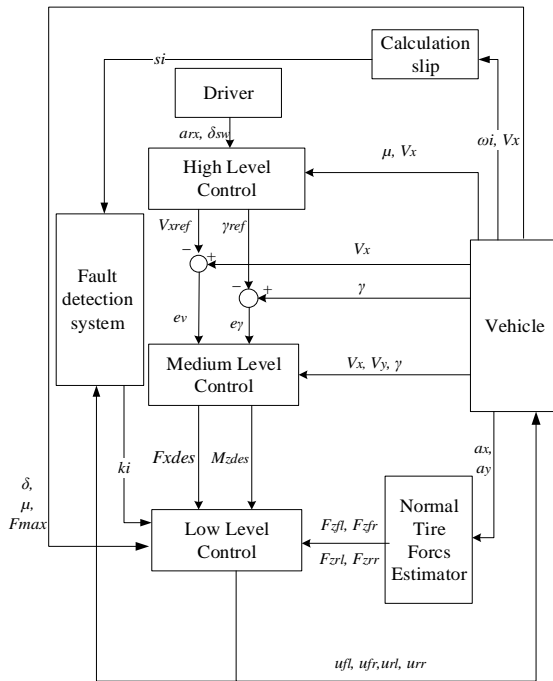 Calculation
slip
si
Driver
arx, δsw
ωi, Vx
μ, Vx
High Level
Control
Vxref
γref
−
+
Vx
−
+
γ
Fault
detection
system
Vehicle
ev
eγ
Medium Level
Control
Vx, Vy, γ
ax,
ay
Fxdes
Mzdes
ki
δ,
μ,
Fmax
Low Level
Control
Fzfl, Fzfr
Fzrl, Fzrr
Normal
Tire
Forcs
Estimator
ufl, ufr,url, urr